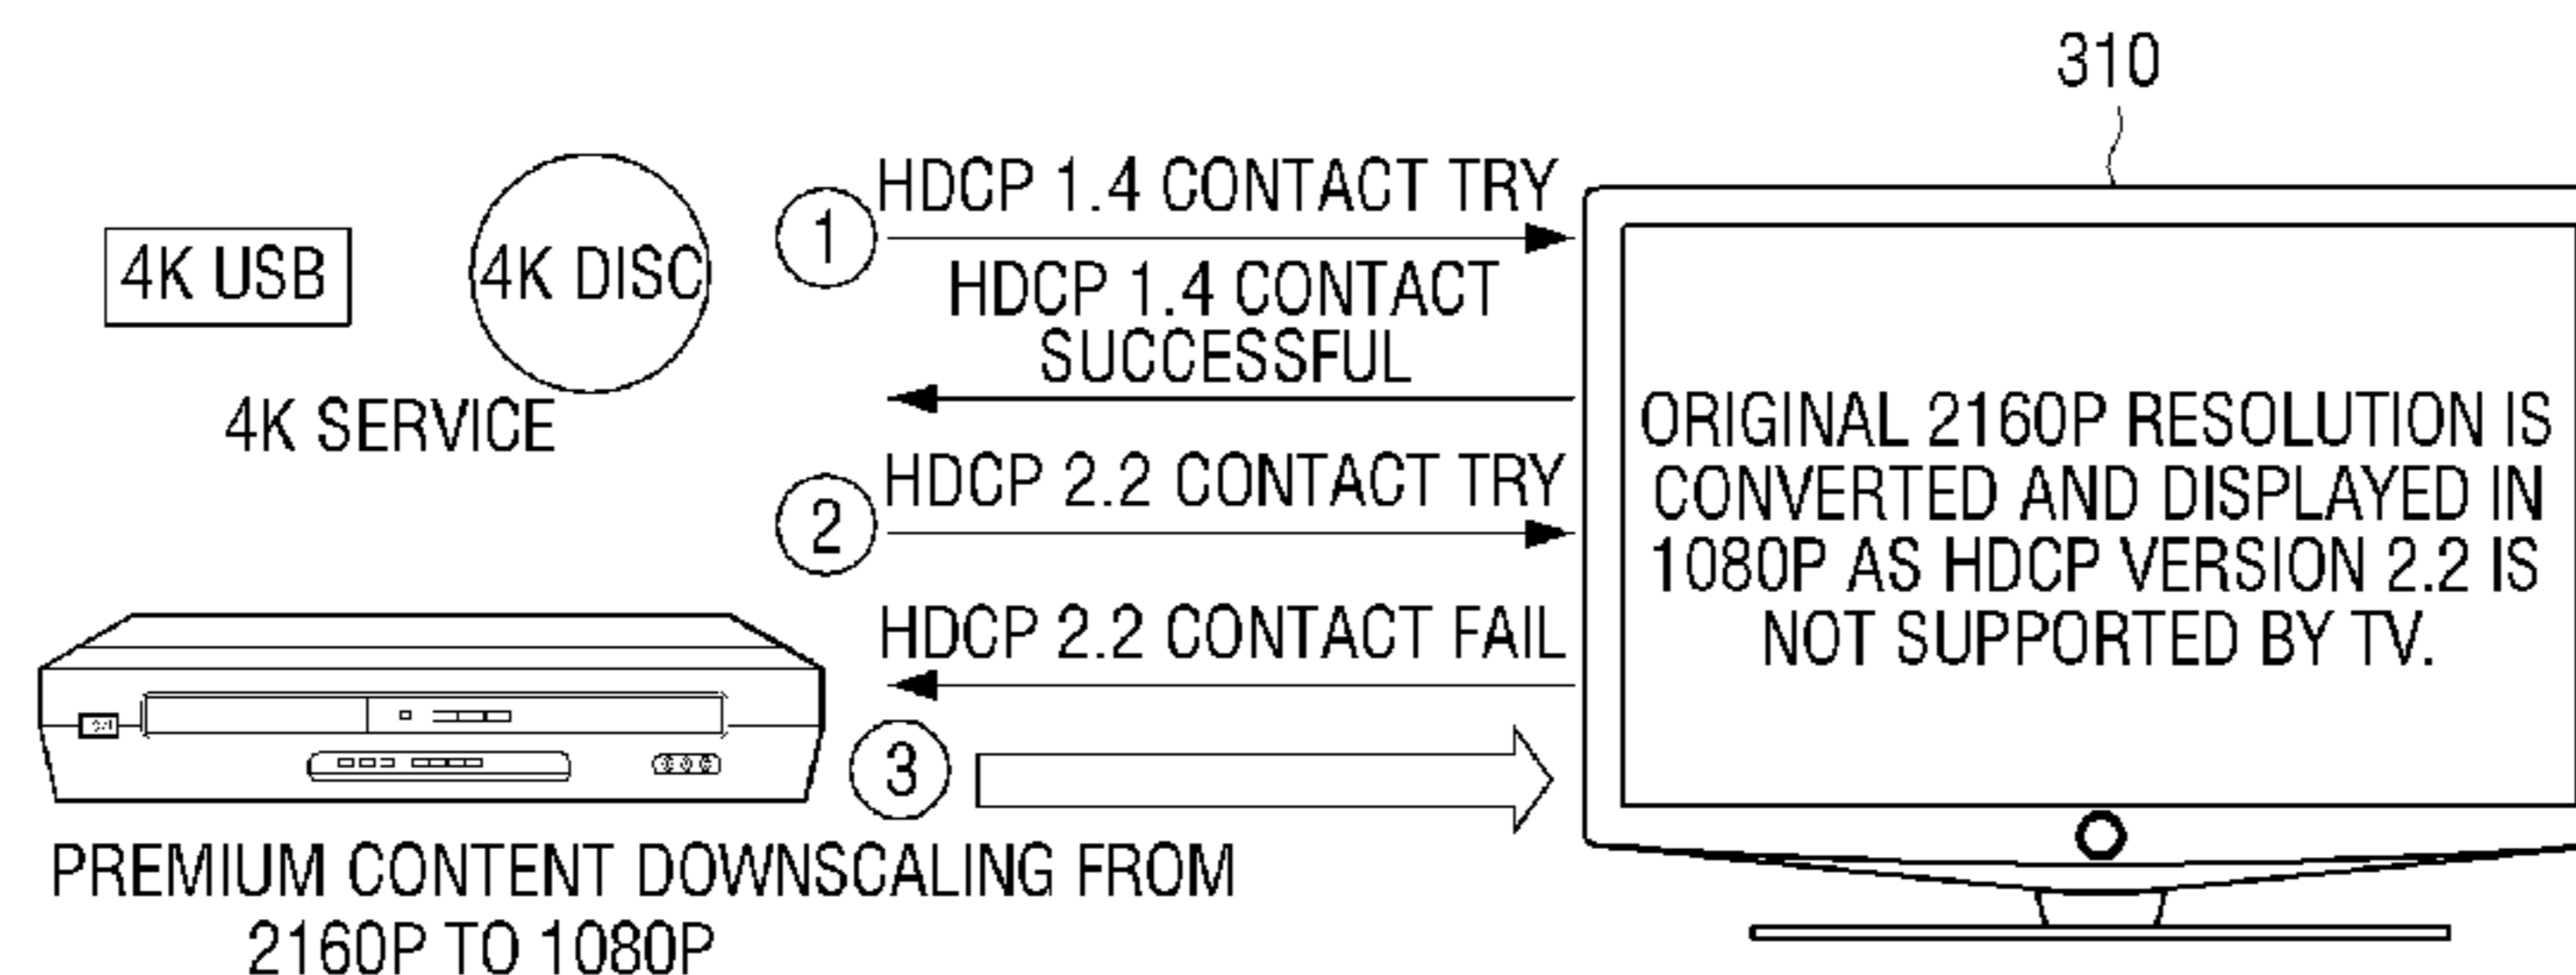 310
4K USB
4K DISC
4K SERVICE
1
HDCP 1.4 CONTACT TRY
HDCP 1.4 CONTACT
SUCCESSFUL
2
HDCP 2.2 CONTACT TRY
HDCP 2.2 CONTACT FAIL
3
PREMIUM CONTENT DOWNSCALING FROM
2160P TO 1080P
ORIGINAL 2160P RESOLUTION IS
CONVERTED AND DISPLAYED IN
1080P AS HDCP VERSION 2.2 IS
NOT SUPPORTED BY TV.